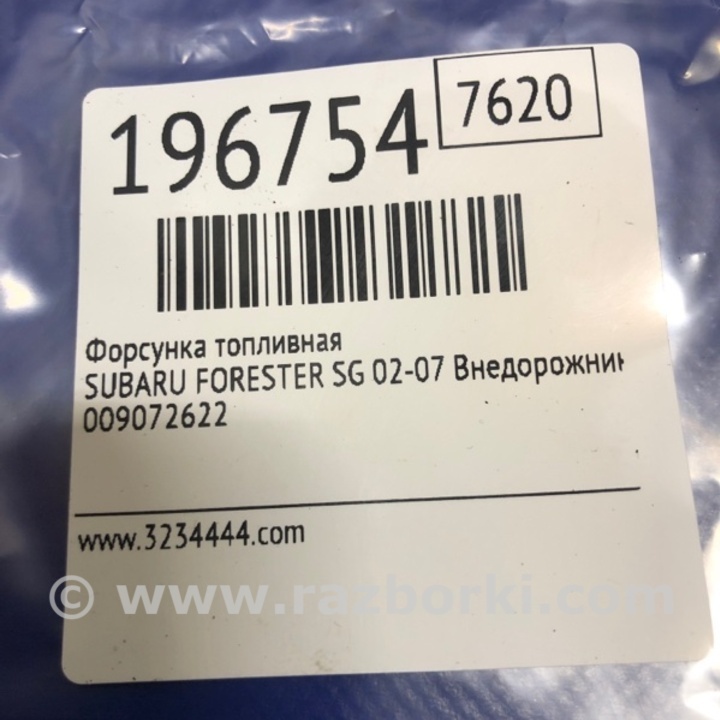 196754
7620
Форсунка топливная
SUBARU FORESTER SG 02-07 Внедорожник
009072622
www.3234444.com
© www.razborki.com